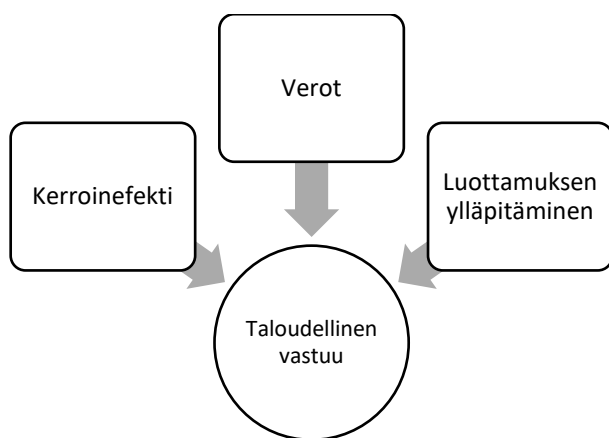 Verot
Kerroinefekti
Luottamuksen
ylläpitäminen
Taloudellinen
vastuu